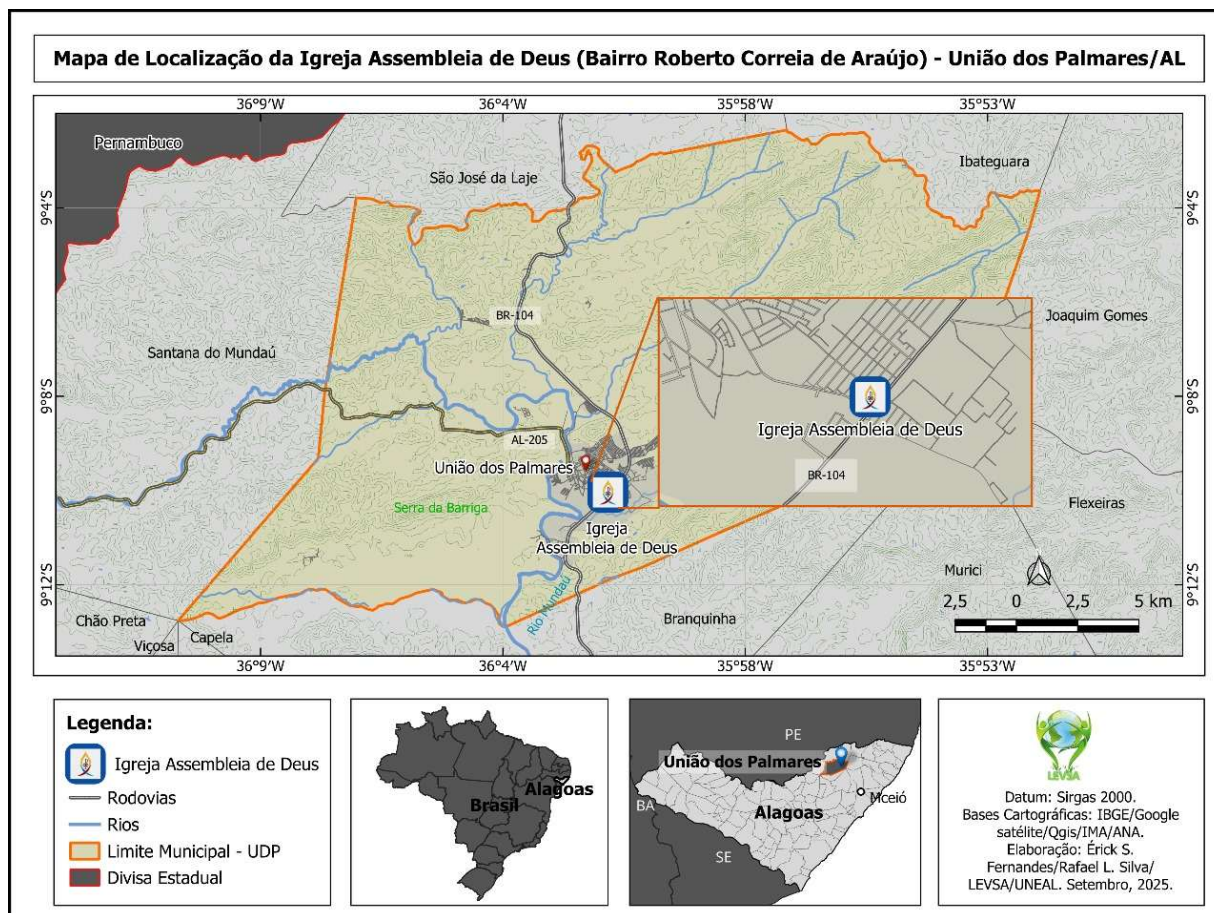 Mapa de Localização da Igreja Assembleia de Deus (Bairro Roberto Correia de Araújo) - União dos Palmares/AL
36°9'W
36°4'W
35°58'W
35°53'W
Pernambuco
São José da Laje
Ibateguara
9°4'S
9°4'S
BR-104
Joaquim Gomes
Santana do Mundaú
9°8'S
9°8'S
Igreja Assembleia de Deus
AL-205
União dos Palmares
BR-104
Serra da Barriga
Flexeiras
Igreja
Assembleia de Deus
Rio Mundaú
Murici
9°12'S
9°12'S
2,5 0 2,5 5 km
Chão Preta
Branquinha
Viçosa
Capela
36°9'W
36°4'W
35°58'W
35°53'W
Legenda:
Igreja Assembleia de Deus
Rodovias
Rios
Limite Municipal - UDP
Divisa Estadual
Brasil
Alagoas
PE
União dos Palmares
Mceió
BA
Alagoas
SE
LEVSA
Datum: Sirgas 2000.
Bases Cartográficas: IBGE/Google
satélite/Qgis/IMA/ANA.
Elaboração: Érick S.
Fernandes/Rafael L. Silva/
LEVSA/UNEAL. Setembro, 2025.